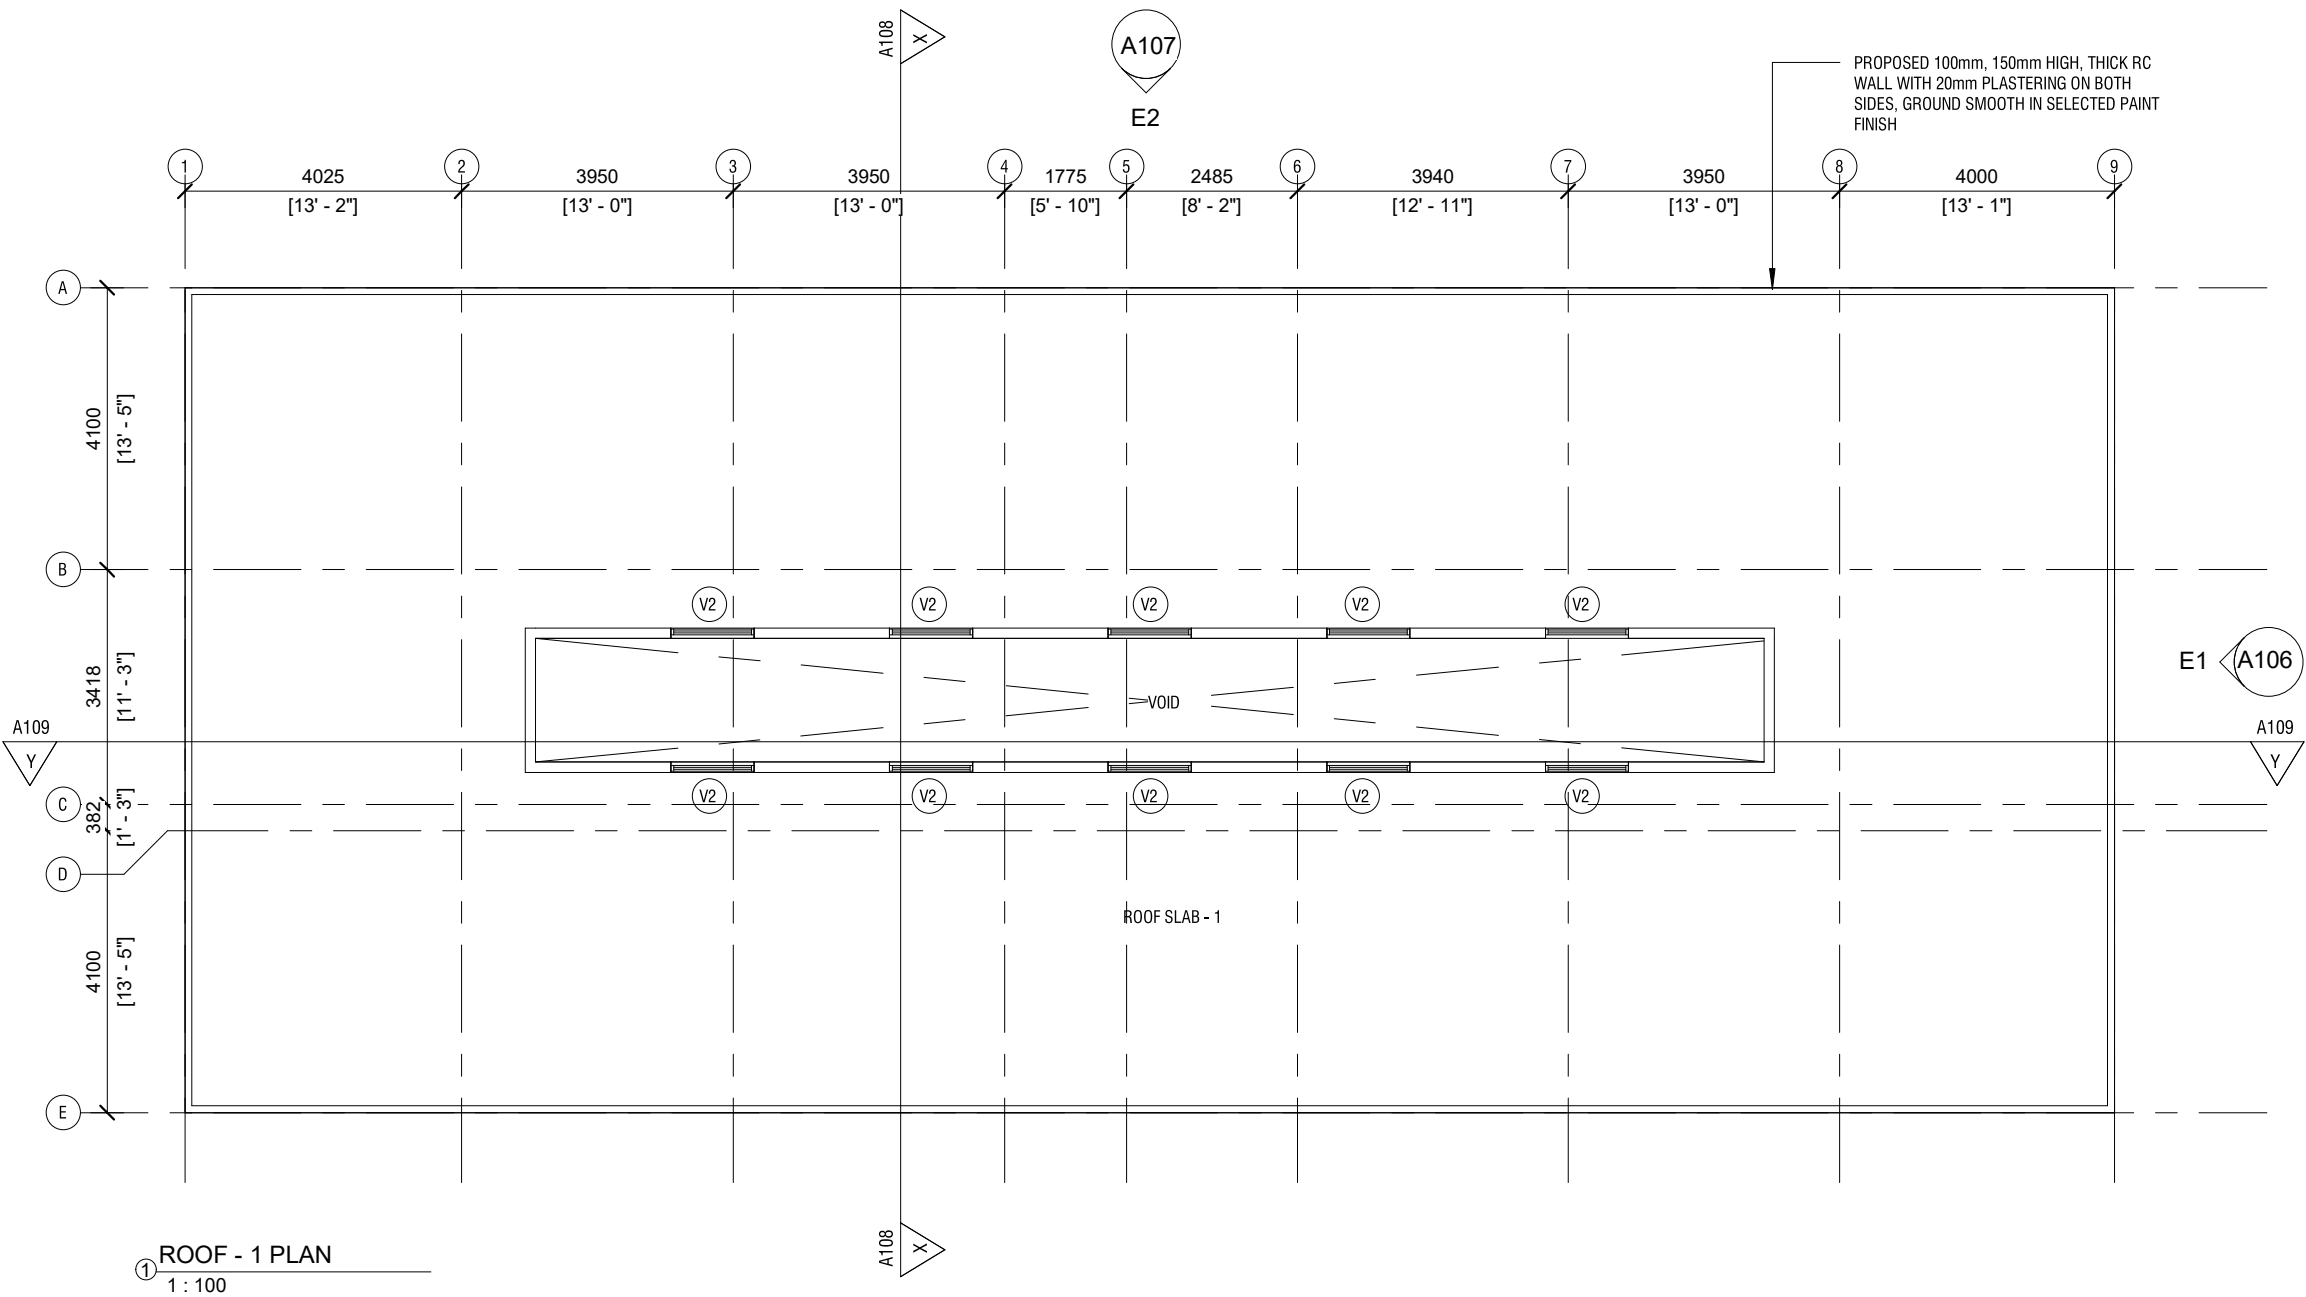 A108
X
A107
E2
PROPOSED 100mm, 150mm HIGH, THICK RC
WALL WITH 20mm PLASTERING ON BOTH
SIDES, GROUND SMOOTH IN SELECTED PAINT
FINISH
1 2 3 4 5 6 7 8 9
4025 3950 3950 1775 2485 3940 3950 4000
[13' - 2"] [13' - 0"] [13' - 0"] [5' - 10"] [8' - 2"] [12' - 11"] [13' - 0"] [13' - 1"]
A
4100
[13' - 5"]
B
V2 V2 V2 V2 V2
3418
[11' - 3"]
E1 A106
VOID
A109
Y
A109
Y
V2 V2 V2 V2 V2
C
382
[1' - 3"]
D
ROOF SLAB - 1
4100
[13' - 5"]
E
A108
X
1
ROOF - 1 PLAN
1 : 100